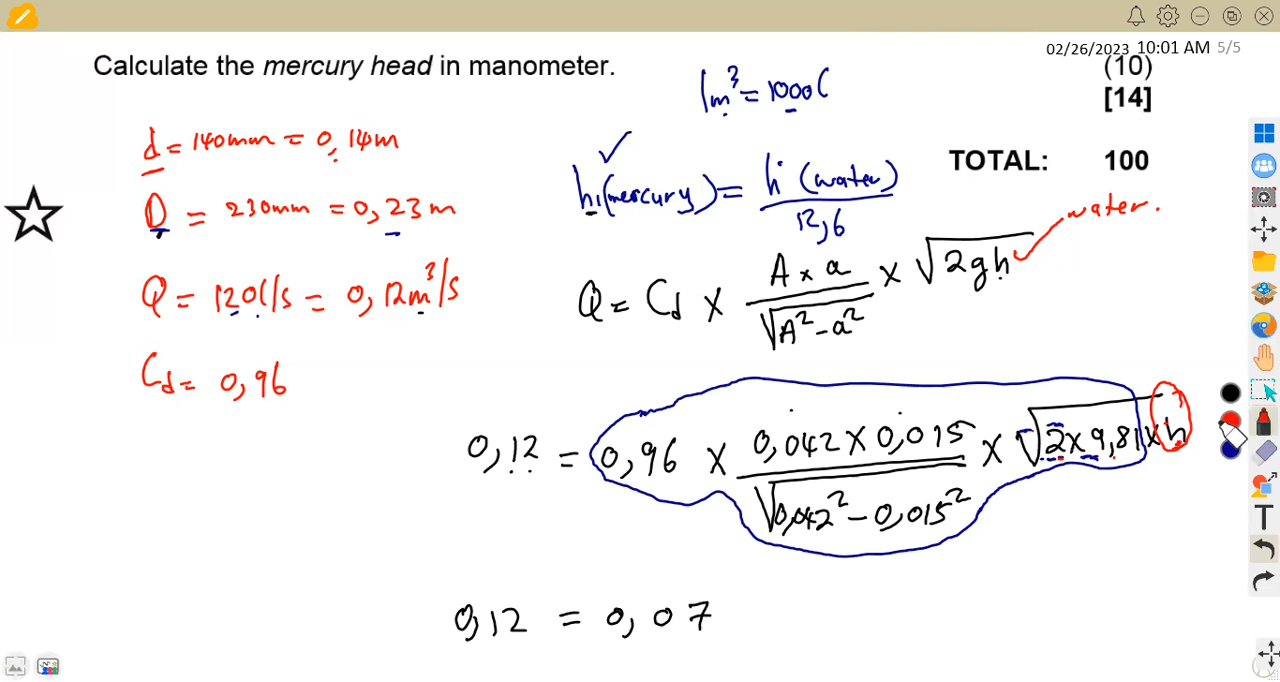 02/26/2023 10:01 AM 5/5
Calculate the mercury head in manometer.
(10)
[14]
1m³ = 1000l
d = 140mm = 0,14m
TOTAL: 100
h₁(mercury) = h (water) / 12,6
D = 230mm = 0,23m
water.
Q = 120l/s = 0,12m³/s
Q = Cd × A × a / √A² - a² × √2gh
Cd = 0,96
0,12 = 0,96 × 0,042 × 0,015 / √0,042² - 0,015² × √2 × 9,81 × h
0,12 = 0,07
T